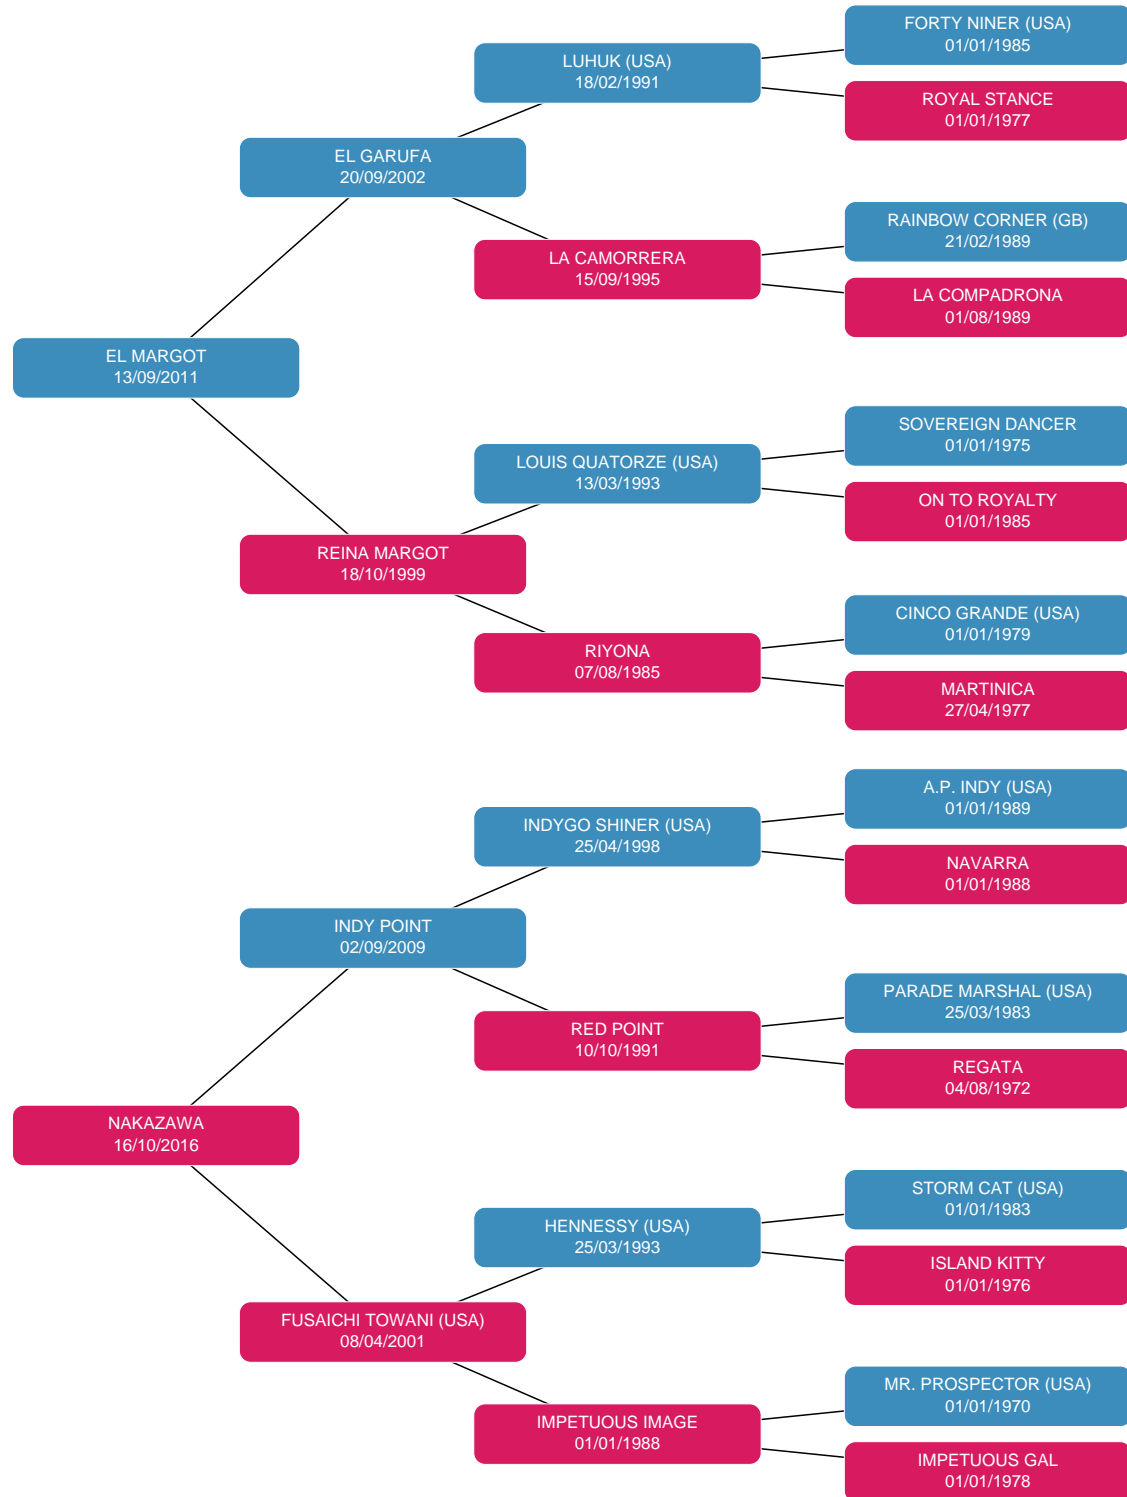 FORTY NINER (USA)
01/01/1985
LUHUK (USA)
18/02/1991
ROYAL STANCE
01/01/1977
EL GARUFA
20/09/2002
RAINBOW CORNER (GB)
21/02/1989
LA CAMORRERA
15/09/1995
LA COMPADRONA
01/08/1989
EL MARGOT
13/09/2011
SOVEREIGN DANCER
01/01/1975
LOUIS QUATORZE (USA)
13/03/1993
ON TO ROYALTY
01/01/1985
REINA MARGOT
18/10/1999
CINCO GRANDE (USA)
01/01/1979
RIYONA
07/08/1985
MARTINICA
27/04/1977
A.P. INDY (USA)
01/01/1989
INDYGO SHINER (USA)
25/04/1998
NAVARRA
01/01/1988
INDY POINT
02/09/2009
PARADE MARSHAL (USA)
25/03/1983
RED POINT
10/10/1991
REGATA
04/08/1972
NAKAZAWA
16/10/2016
STORM CAT (USA)
01/01/1983
HENNESSY (USA)
25/03/1993
ISLAND KITTY
01/01/1976
FUSAICHI TOWANI (USA)
08/04/2001
MR. PROSPECTOR (USA)
01/01/1970
IMPETUOUS IMAGE
01/01/1988
IMPETUOUS GAL
01/01/1978